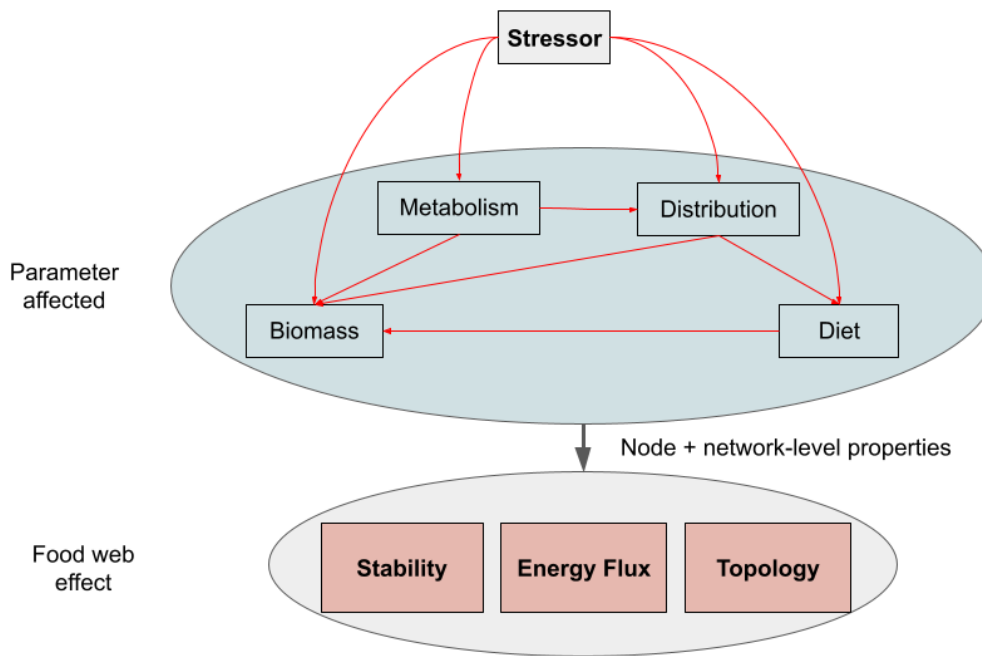 Stressor
Metabolism
Distribution
Parameter
affected
Biomass
Diet
Node + network-level properties
Food web
effect
Stability
Energy Flux
Topology